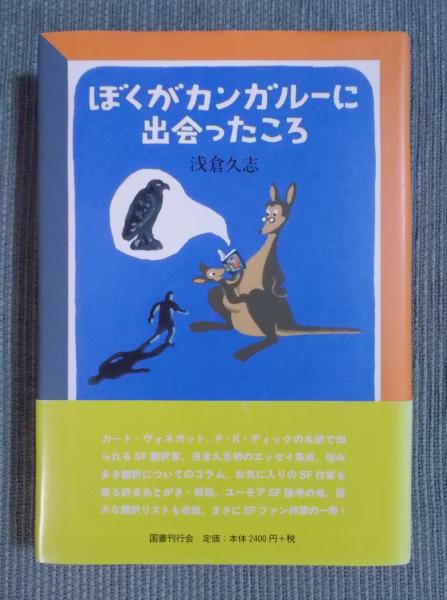 ぼくがカンガルーに
出会ったころ
浅倉久志
カート・ヴォネガット、P・K・ディックの名訳で知
られるSF翻訳家、浅倉久志初のエッセイ集成。悩み
多き翻訳についてのコラム、お気に入りのSF作家を
語る訳者あとがき・解説、ユーモアSF論考の他、厖
大な翻訳リストも収録。まさにSFファン待望の一冊！
国書刊行会　定価：本体2400円+税